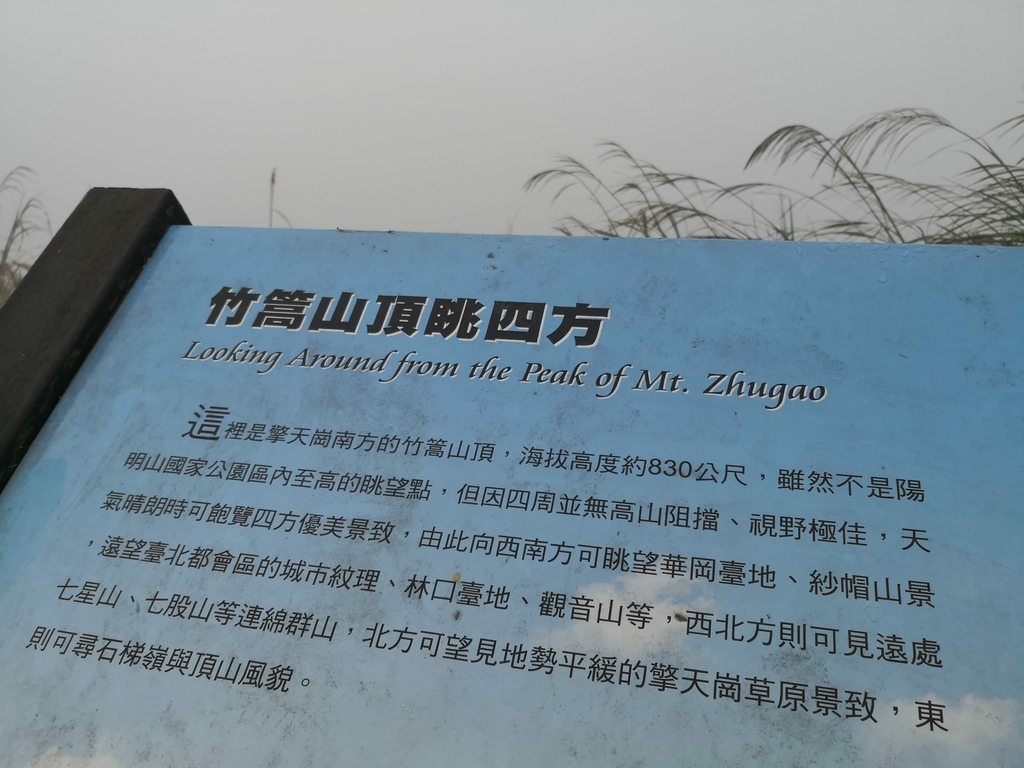 竹篙山頂眺四方
Looking Around from the Peak of Mt. Zhugao
這裡是擎天崗南方的竹篙山頂，海拔高度約830公尺，雖然不是陽
明山國家公園區內至高的眺望點，但因四周並無高山阻擋、視野極佳，天
氣晴朗時可飽覽四方優美景致，由此向西南方可眺望華岡臺地、紗帽山景
，遠望臺北都會區的城市紋理、林口臺地、觀音山等，西北方則可見遠處
七星山、七股山等連綿群山，北方可望見地勢平緩的擎天崗草原景致，東
則可尋石梯嶺與頂山風貌。